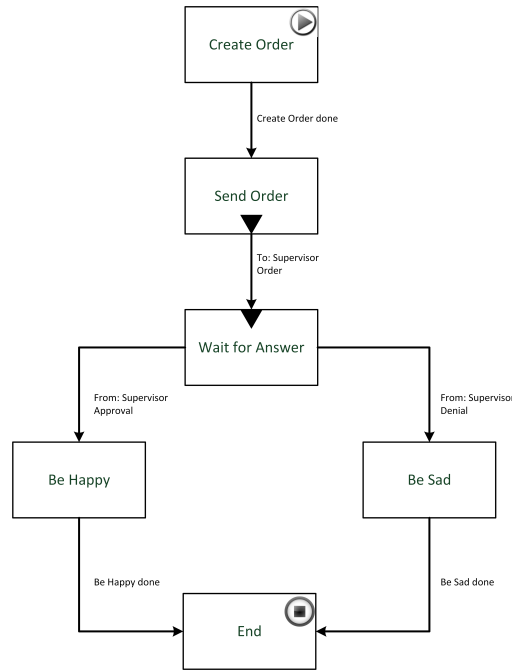 Create Order
Create Order done
Send Order
To: Supervisor
Order
Wait for Answer
From: Supervisor
Approval
From: Supervisor
Denial
Be Happy
Be Sad
Be Happy done
Be Sad done
End